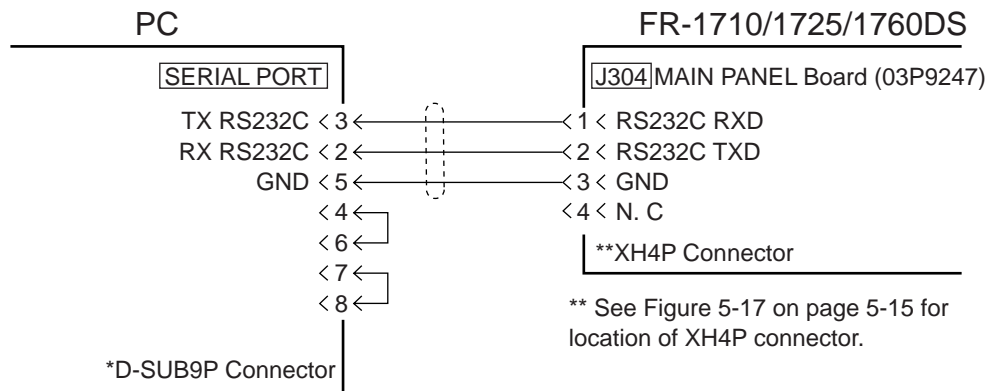 PC FR-1710/1725/1760DS
SERIAL PORT J304 MAIN PANEL Board (03P9247)
TX RS232C 3 1 RS232C RXD
RX RS232C 2 2 RS232C TXD
GND 5 3 GND
4 4 N. C
6
7
8
**XH4P Connector
** See Figure 5-17 on page 5-15 for
location of XH4P connector.
*D-SUB9P Connector